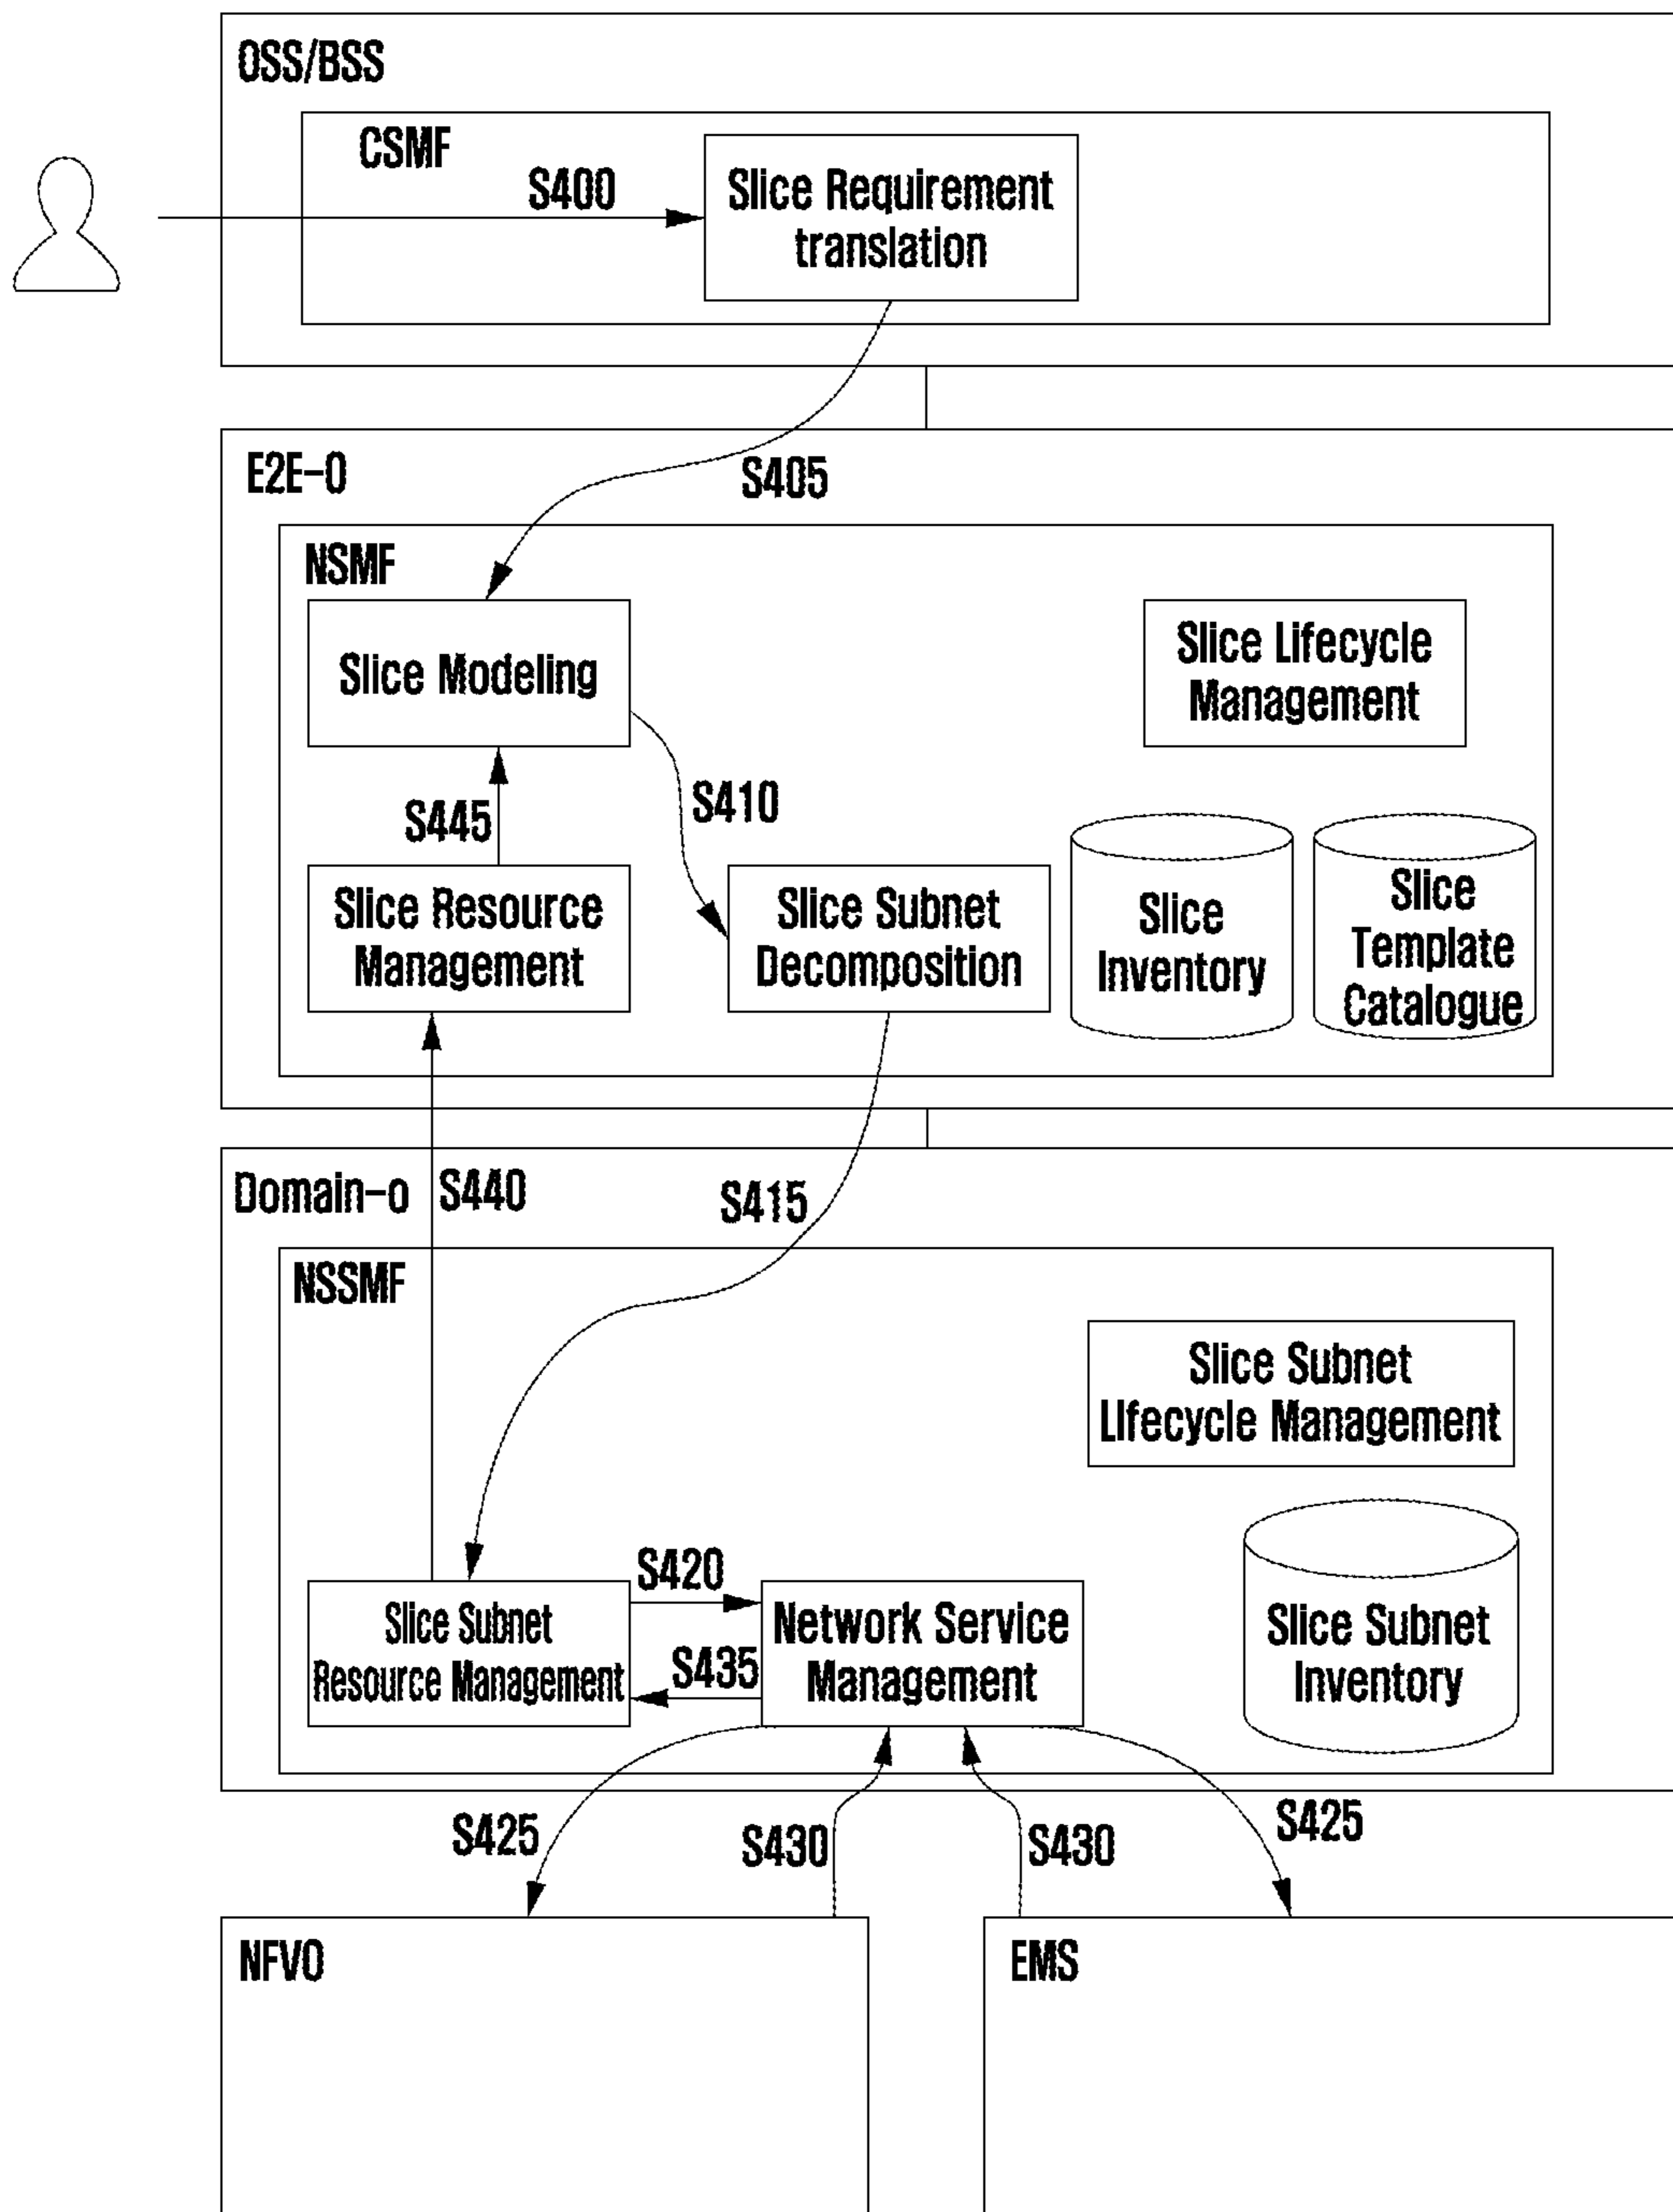 OSS/BSS
CSMF
S400
Slice Requirement
translation
E2E-O
S405
NSMF
Slice Modeling
Slice Lifecycle
Management
S445
S410
Slice Resource
Management
Slice Subnet
Decomposition
Slice
Inventory
Slice
Template
Catalogue
Domain-o
S440
S415
NSSMF
Slice Subnet
LIfecycle Management
S420
Slice Subnet
Resource Management
S435
Network Service
Management
Slice Subnet
Inventory
S425
S430
S430
S425
NFVO
EMS